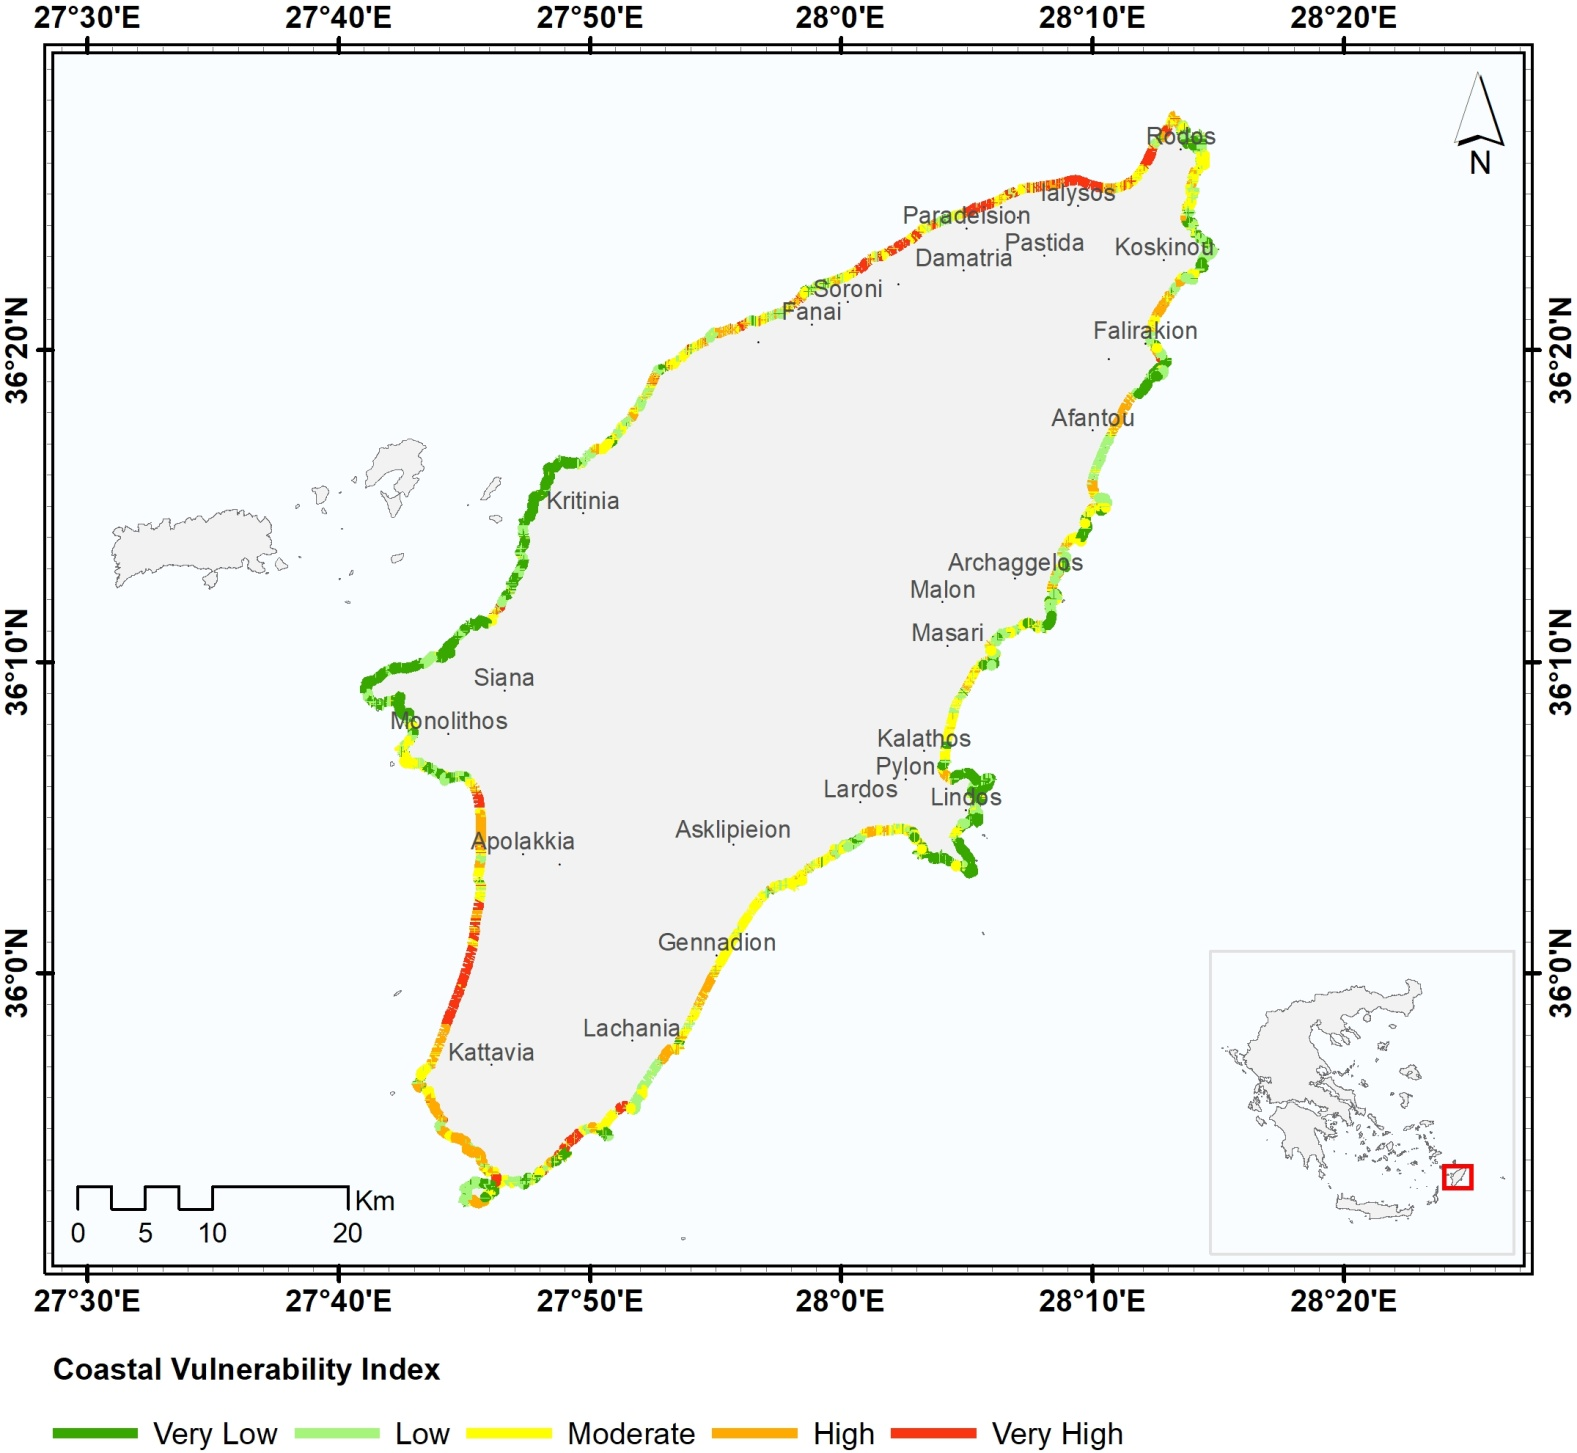 27°30'E 27°40'E 27°50'E 28°0'E 28°10'E 28°20'E
N
Rodos
Ialysos
Paradeision
Pastida
Koskinou
Damatria
Soroni
Fanai
36°20'N 36°20'N
Falirakion
Afantou
Kritinia
Archaggelos
Malon
Masari
36°10'N 36°10'N
Siana
Monolithos
Kalathos
Pylon
Lardos
Lindos
Asklipieion
Apolakkia
Gennadion
36°0'N 36°0'N
Lachania
Kattavia
Km
0 5 10 20
27°30'E 27°40'E 27°50'E 28°0'E 28°10'E 28°20'E
Coastal Vulnerability Index
Very Low Low Moderate High Very High